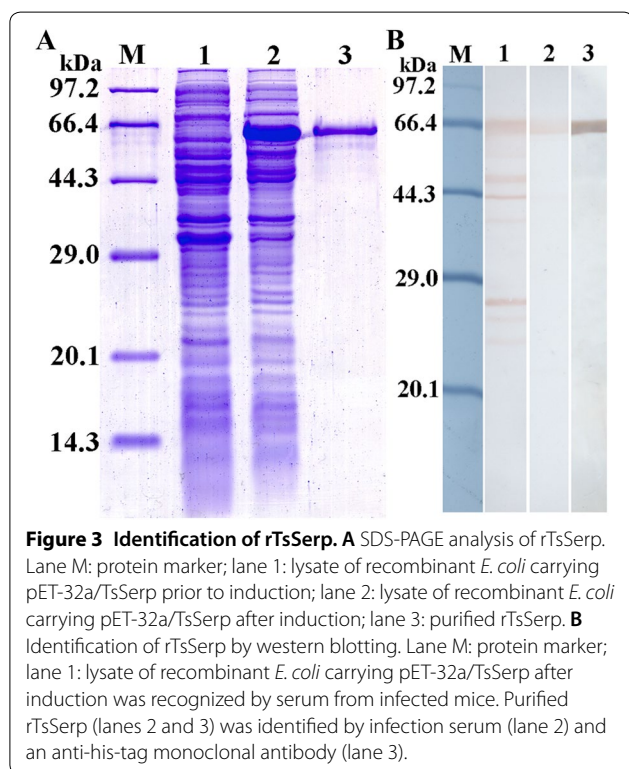 A
kDa M 1 2 3
97.2
66.4
44.3
29.0
20.1
14.3
B
kDa M 1 2 3
97.2
66.4
44.3
29.0
20.1
Figure 3 Identification of rTsSerp. A SDS-PAGE analysis of rTsSerp.
Lane M: protein marker; lane 1: lysate of recombinant E. coli carrying
pET-32a/TsSerp prior to induction; lane 2: lysate of recombinant E. coli
carrying pET-32a/TsSerp after induction; lane 3: purified rTsSerp. B
Identification of rTsSerp by western blotting. Lane M: protein marker;
lane 1: lysate of recombinant E. coli carrying pET-32a/TsSerp after
induction was recognized by serum from infected mice. Purified
rTsSerp (lanes 2 and 3) was identified by infection serum (lane 2) and
an anti-his-tag monoclonal antibody (lane 3).